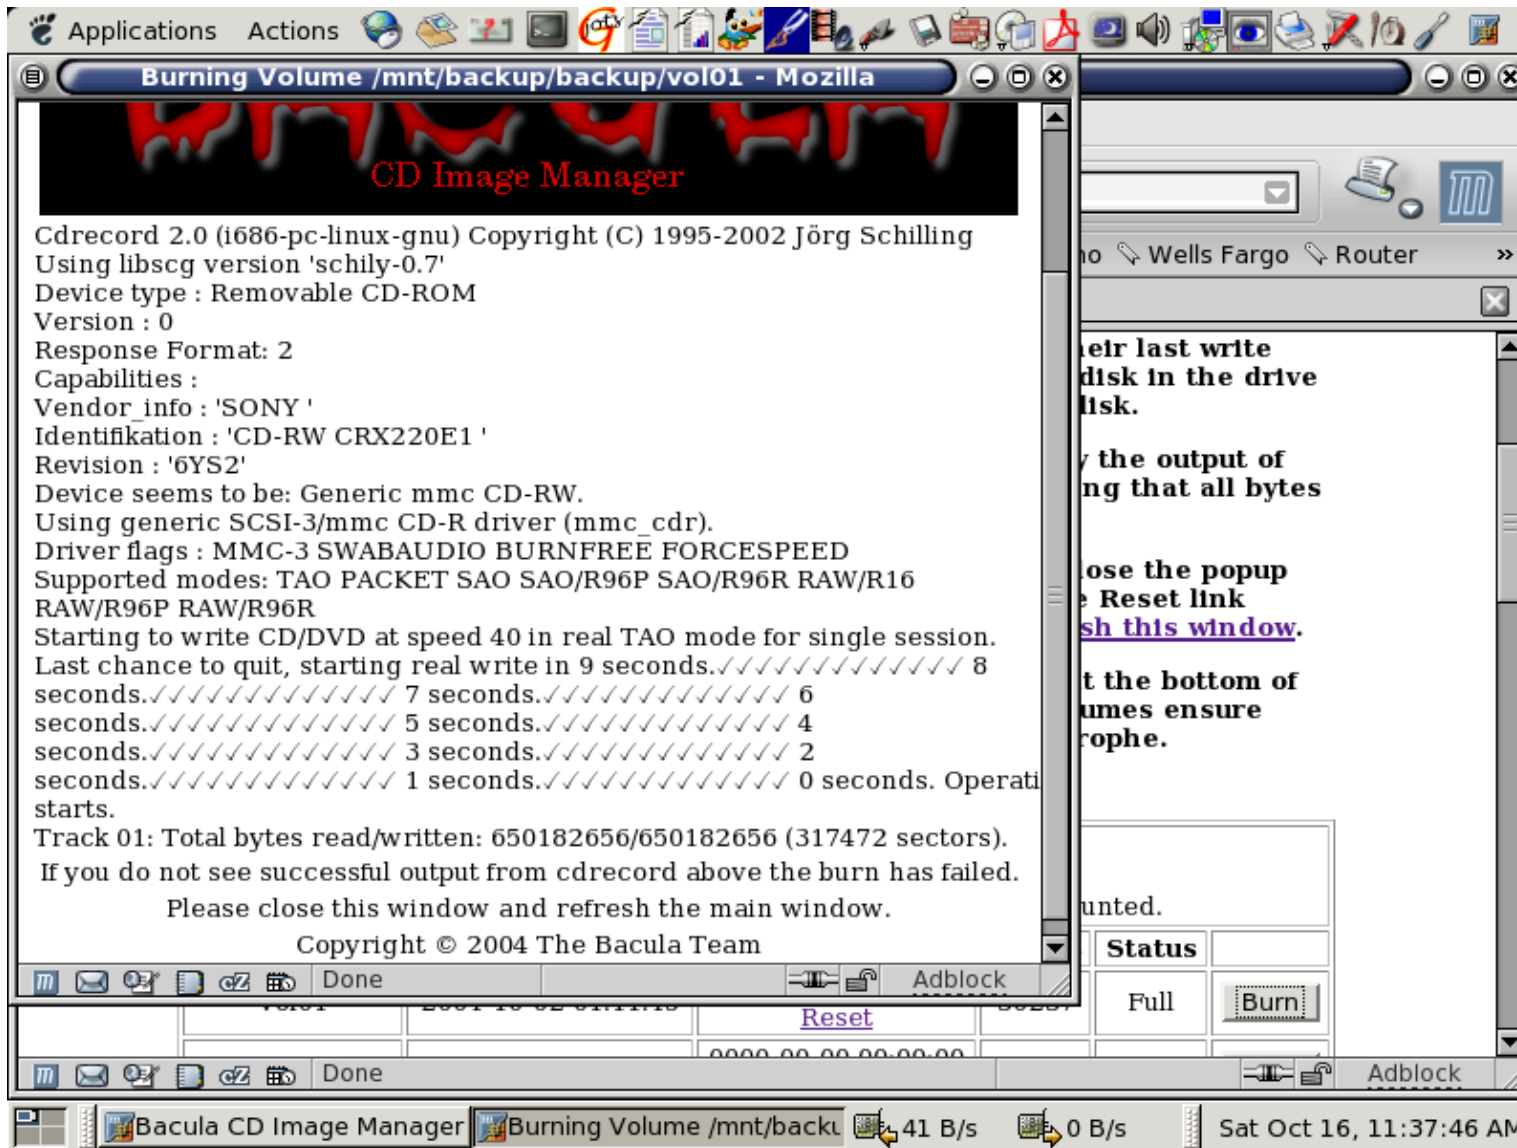 Applications Actions
Burning Volume /mnt/backup/backup/vol01 - Mozilla
BACULA
CD Image Manager
Cdrecord 2.0 (i686-pc-linux-gnu) Copyright (C) 1995-2002 Jörg Schilling
Using libscg version 'schily-0.7'
Device type : Removable CD-ROM
Version : 0
Response Format: 2
Capabilities :
Vendor_info : 'SONY '
Identifikation : 'CD-RW CRX220E1 '
Revision : '6YS2'
Device seems to be: Generic mmc CD-RW.
Using generic SCSI-3/mmc CD-R driver (mmc_cdr).
Driver flags : MMC-3 SWABAUDIO BURNFREE FORCESPEED
Supported modes: TAO PACKET SAO SAO/R96P SAO/R96R RAW/R16
RAW/R96P RAW/R96R
Starting to write CD/DVD at speed 40 in real TAO mode for single session.
Last chance to quit, starting real write in 9 seconds.✓✓✓✓✓✓✓✓✓✓✓✓✓ 8
seconds.✓✓✓✓✓✓✓✓✓✓✓✓✓ 7 seconds.✓✓✓✓✓✓✓✓✓✓✓✓✓ 6
seconds.✓✓✓✓✓✓✓✓✓✓✓✓✓ 5 seconds.✓✓✓✓✓✓✓✓✓✓✓✓✓ 4
seconds.✓✓✓✓✓✓✓✓✓✓✓✓✓ 3 seconds.✓✓✓✓✓✓✓✓✓✓✓✓✓ 2
seconds.✓✓✓✓✓✓✓✓✓✓✓✓✓ 1 seconds.✓✓✓✓✓✓✓✓✓✓✓✓✓ 0 seconds. Operati
starts.
Track 01: Total bytes read/written: 650182656/650182656 (317472 sectors).
If you do not see successful output from cdrecord above the burn has failed.
Please close this window and refresh the main window.
Copyright © 2004 The Bacula Team
Done Adblock
Wells Fargo Router »
eir last write
disk in the drive
disk.
the output of
ng that all bytes
lose the popup
Reset link
sh this window.
t the bottom of
umes ensure
rophe.
unted.
Status
Reset Full Burn
Done Adblock
Bacula CD Image Manager Burning Volume /mnt/backu 41 B/s 0 B/s Sat Oct 16, 11:37:46 AM